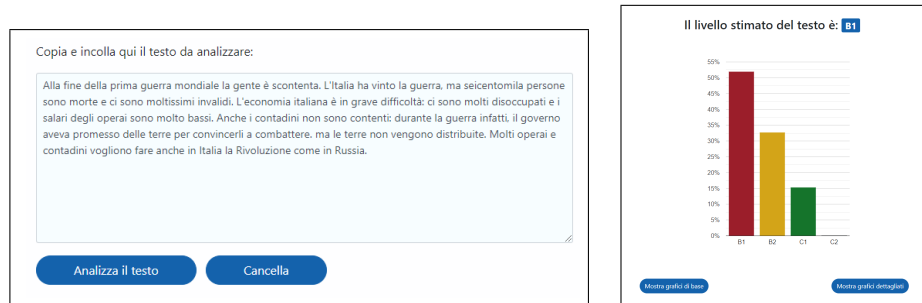 Copia e incolla qui il testo da analizzare:
Alla fine della prima guerra mondiale la gente è scontenta. L'Italia ha vinto la guerra, ma seicentomila persone
sono morte e ci sono moltissimi invalidi. L'economia italiana è in grave difficoltà: ci sono molti disoccupati e i
salari degli operai sono molto bassi. Anche i contadini non sono contenti: durante la guerra infatti, il governo
aveva promesso delle terre per convincerli a combattere. ma le terre non vengono distribuite. Molti operai e
contadini vogliono fare anche in Italia la Rivoluzione come in Russia.
Analizza il testo
Cancella
Il livello stimato del testo è: B1
55%
50%
45%
40%
35%
30%
25%
20%
15%
10%
5%
0%
B1 B2 C1 C2
Mostra grafici di base
Mostra grafici dettagliati